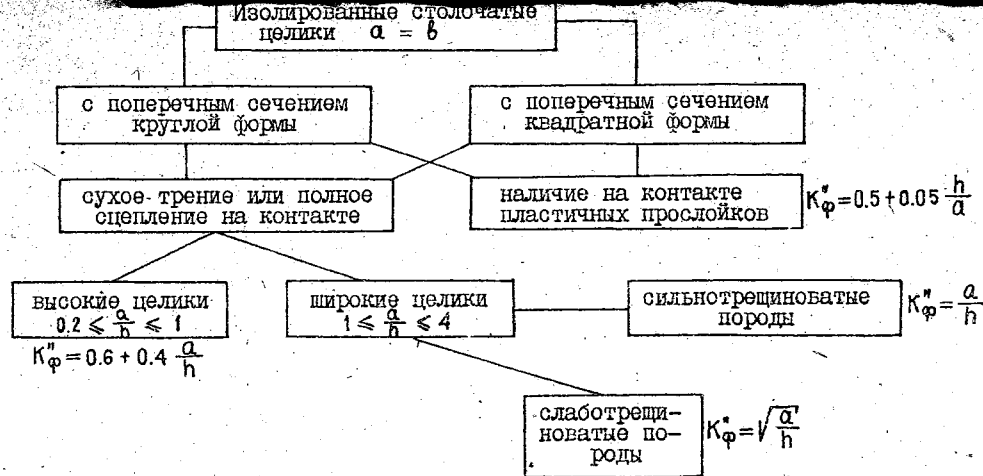 Изолированные столбчатые
целики a = b
с поперечным сечением
круглой формы
с поперечным сечением
квадратной формы
сухое трение или полное
сцепление на контакте
наличие на контакте
пластичных прослойков
K″ф = 0.5 + 0.05 h/a
высокие целики
0.2 ⩽ a/h ⩽ 1
K″ф = 0.6 + 0.4 a/h
широкие целики
1 ⩽ a/h ⩽ 4
сильнотрещиноватые
породы
K″ф = a/h
слаботрещи-
новатые по-
роды
K″ф = √a/h